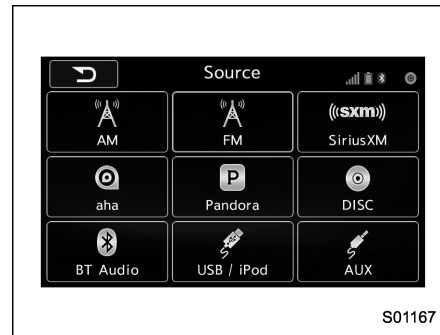 Source
AM
FM
((sxm))
SiriusXM
aha
P
Pandora
DISC
BT Audio
USB / iPod
AUX
S01167